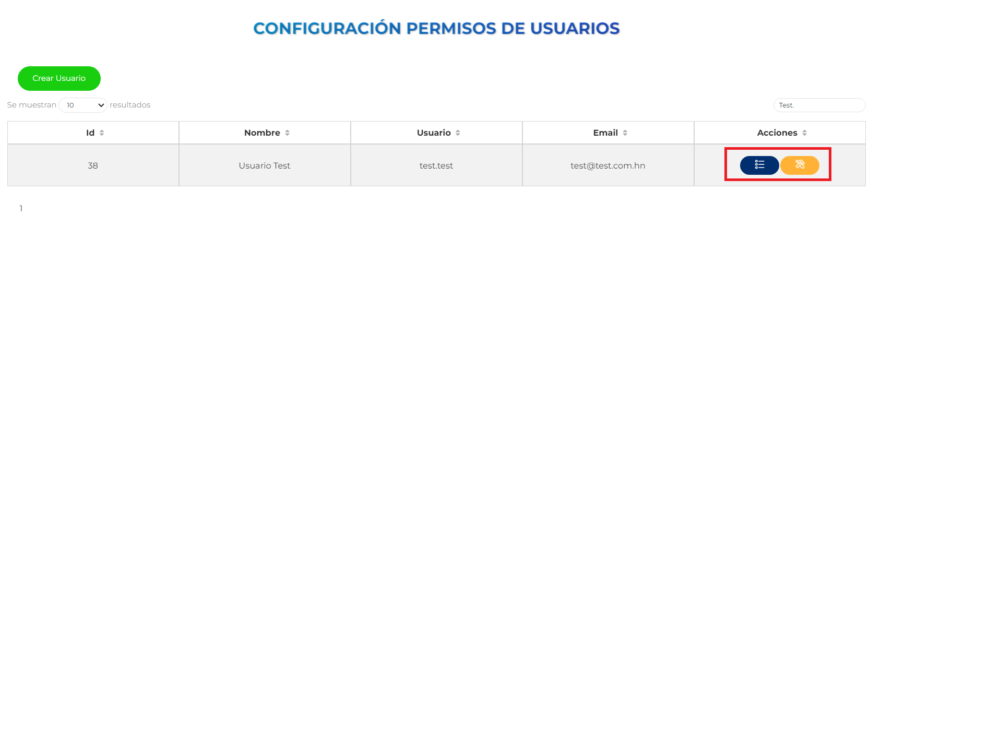 CONFIGURACIÓN PERMISOS DE USUARIOS
Crear Usuario
Se muestran 10 resultados
Test.
Id Nombre Usuario Email Acciones
38 Usuario Test test.test test@test.com.hn
1